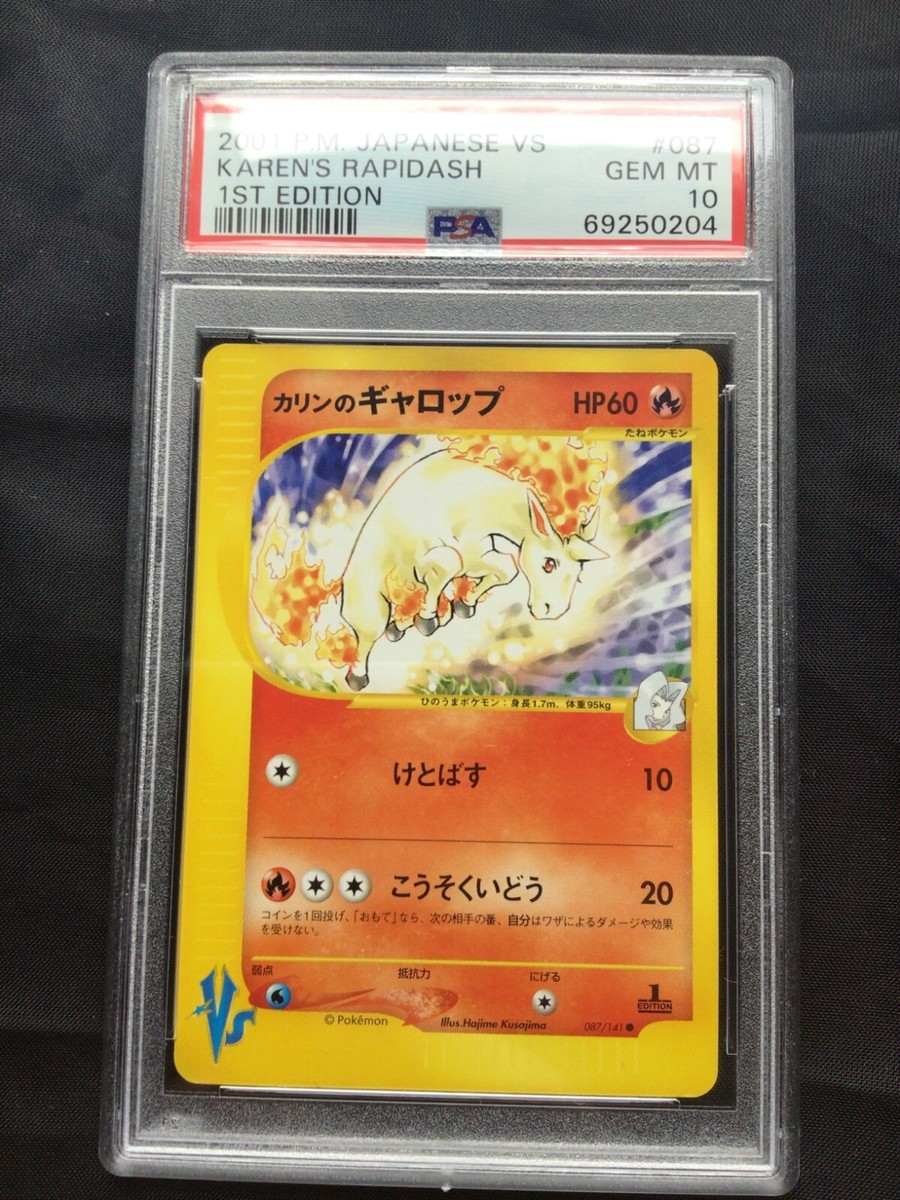 2001 P.M. JAPANESE VS #087
KAREN'S RAPIDASH GEM MT
1ST EDITION 10
PSA 69250204
カリンのギャロップ HP60
たねポケモン
ひのうまポケモン：身長1.7m、体重95kg
けとばす 10
こうそくいどう 20
コインを1回投げ、「おもて」なら、次の相手の番、自分はワザによるダメージや効果
を受けない。
弱点 抵抗力 にげる
1
EDITION
VS
© Pokémon Illus.Hajime Kusajima 087/141